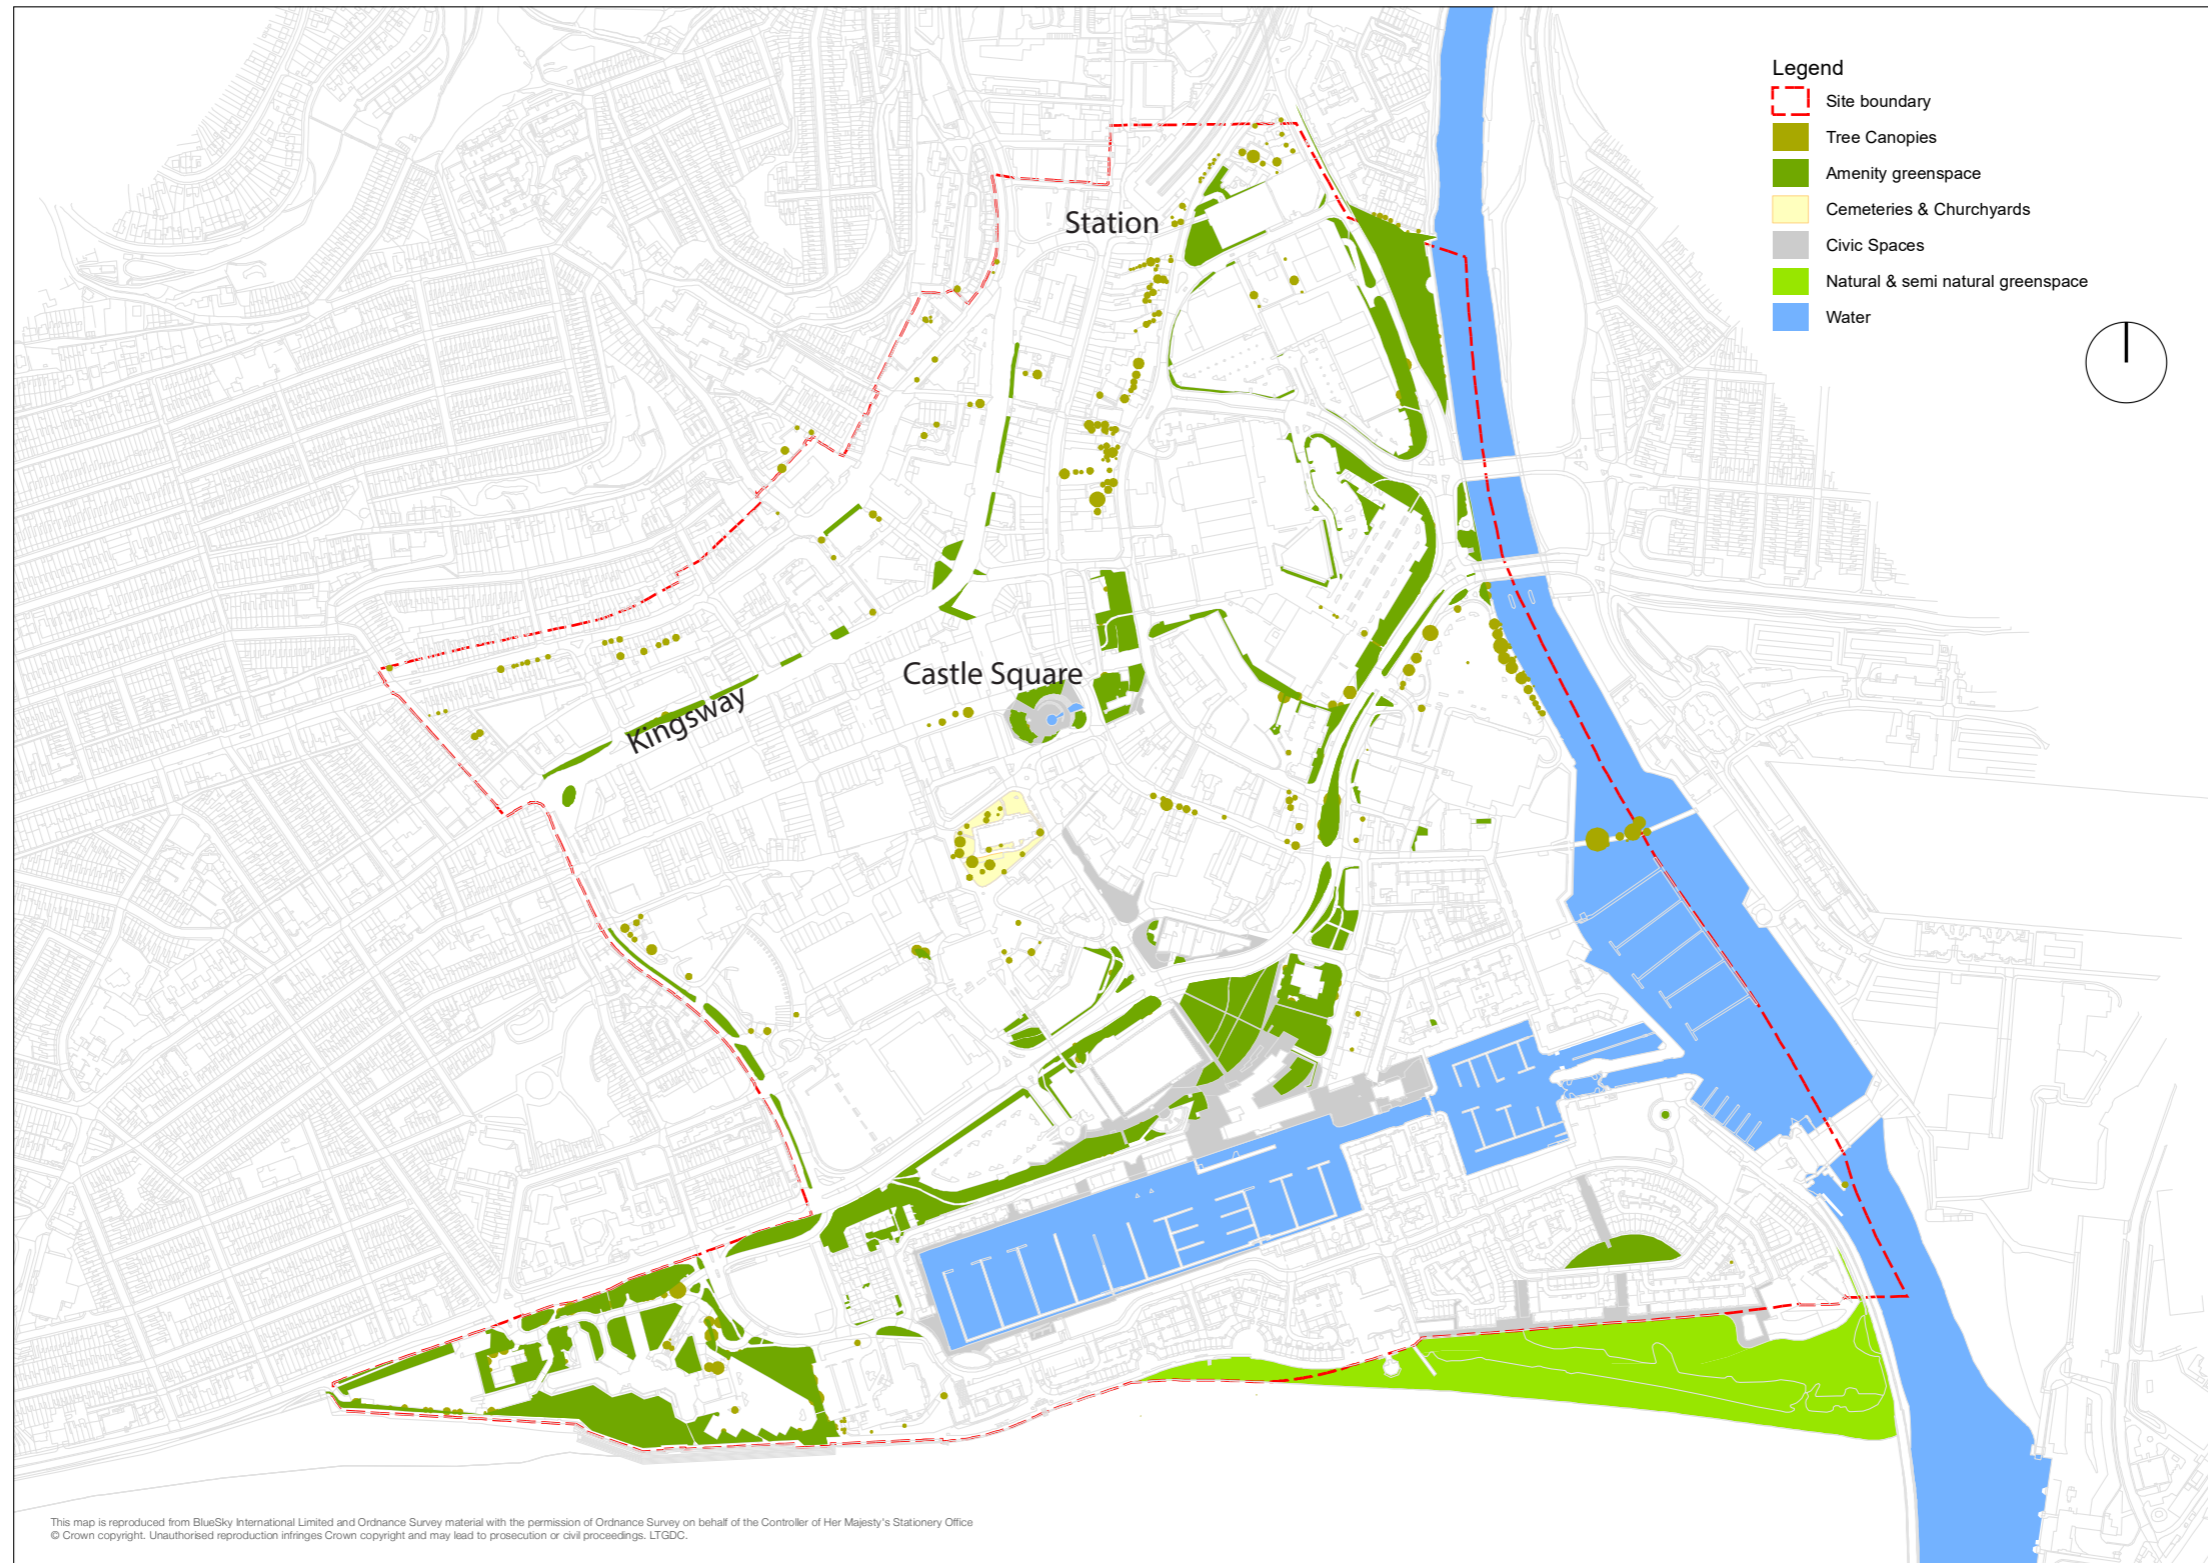 Legend
Site boundary
Tree Canopies
Amenity greenspace
Cemeteries & Churchyards
Civic Spaces
Natural & semi natural greenspace
Water
Station
Castle Square
Kingsway
This map is reproduced from BlueSky International Limited and Ordnance Survey material with the permission of Ordnance Survey on behalf of the Controller of Her Majesty's Stationery Office
© Crown copyright. Unauthorised reproduction infringes Crown copyright and may lead to prosecution or civil proceedings. LTGDC.